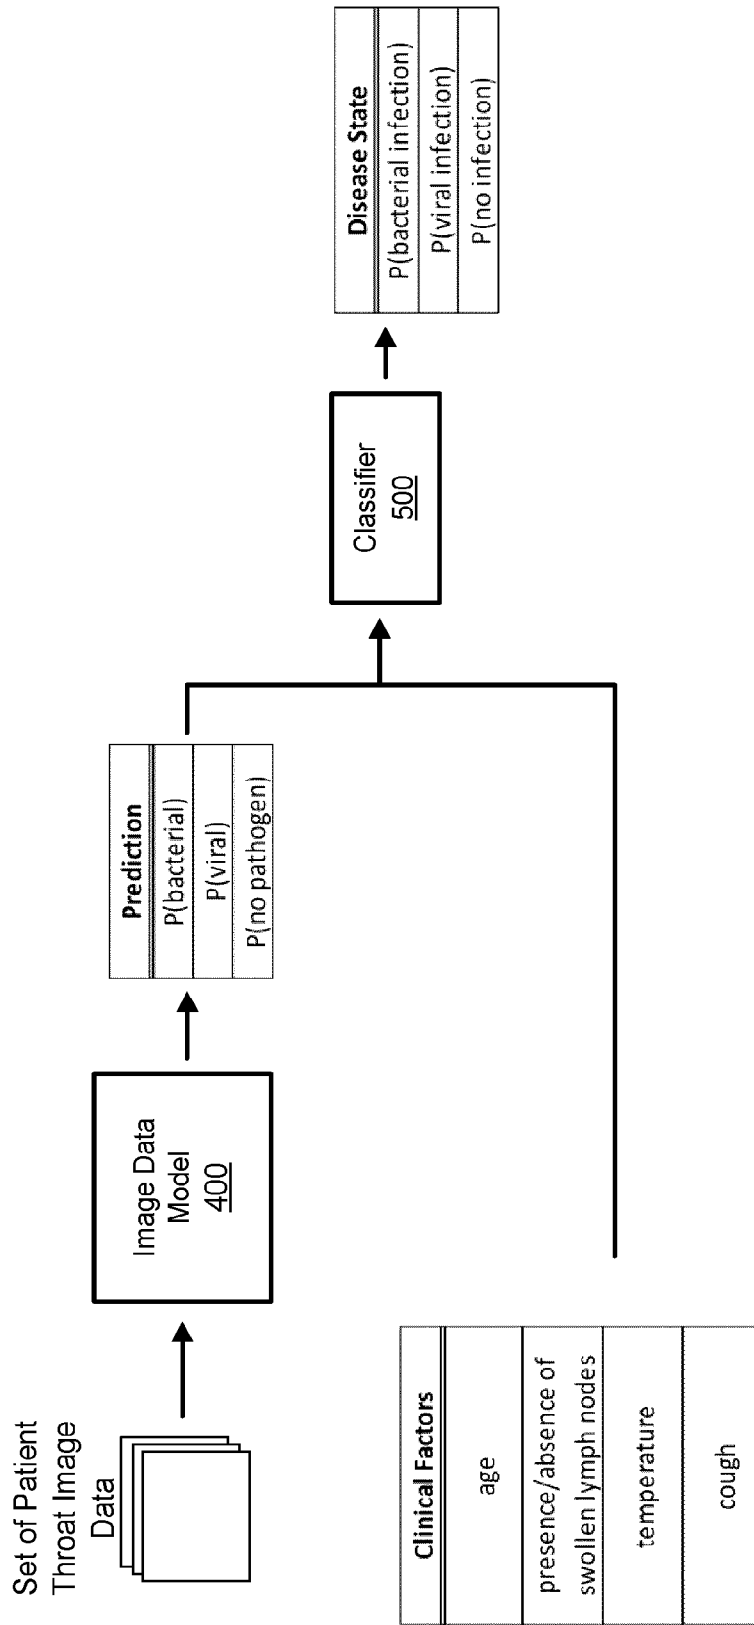 Set of Patient
Throat Image
Data
Image Data
Model
400
Prediction
P(bacterial)
P(viral)
P(no pathogen)
Clinical Factors
age
presence/absence of
swollen lymph nodes
temperature
cough
Classifier
500
Disease State
P(bacterial infection)
P(viral infection)
P(no infection)